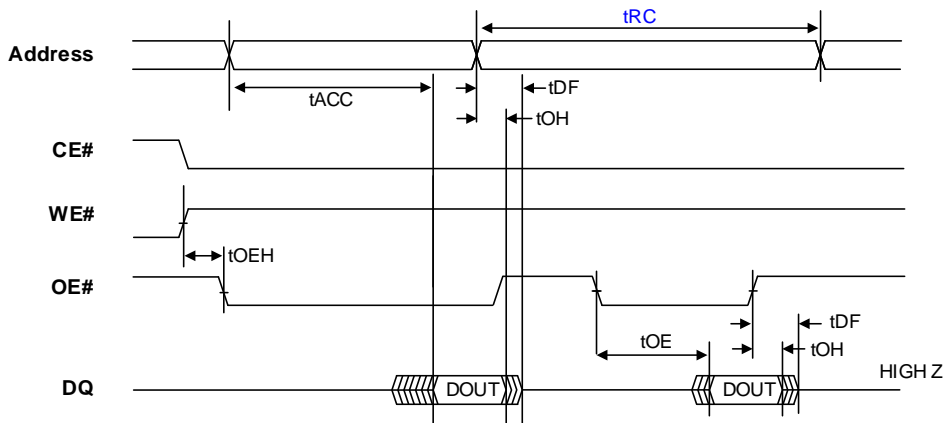 tRC
Address
tDF
tACC
tOH
CE#
WE#
tOEH
OE#
tDF
tOE
tOH
HIGH Z
DQ
DOUT
DOUT